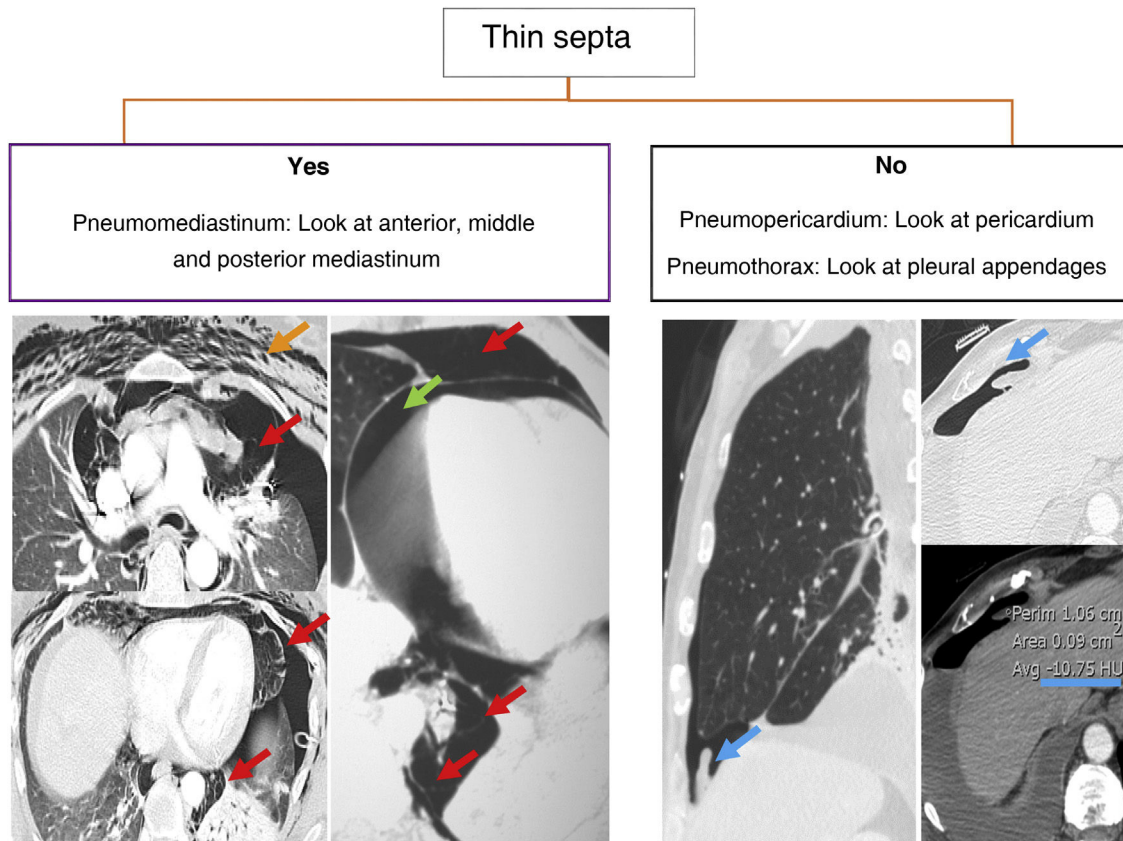 Thin septa
Yes
Pneumomediastinum: Look at anterior, middle
and posterior mediastinum
No
Pneumopericardium: Look at pericardium
Pneumothorax: Look at pleural appendages
Perim 1.06 cm
Area 0.09 cm2
Avg -10.75 HU